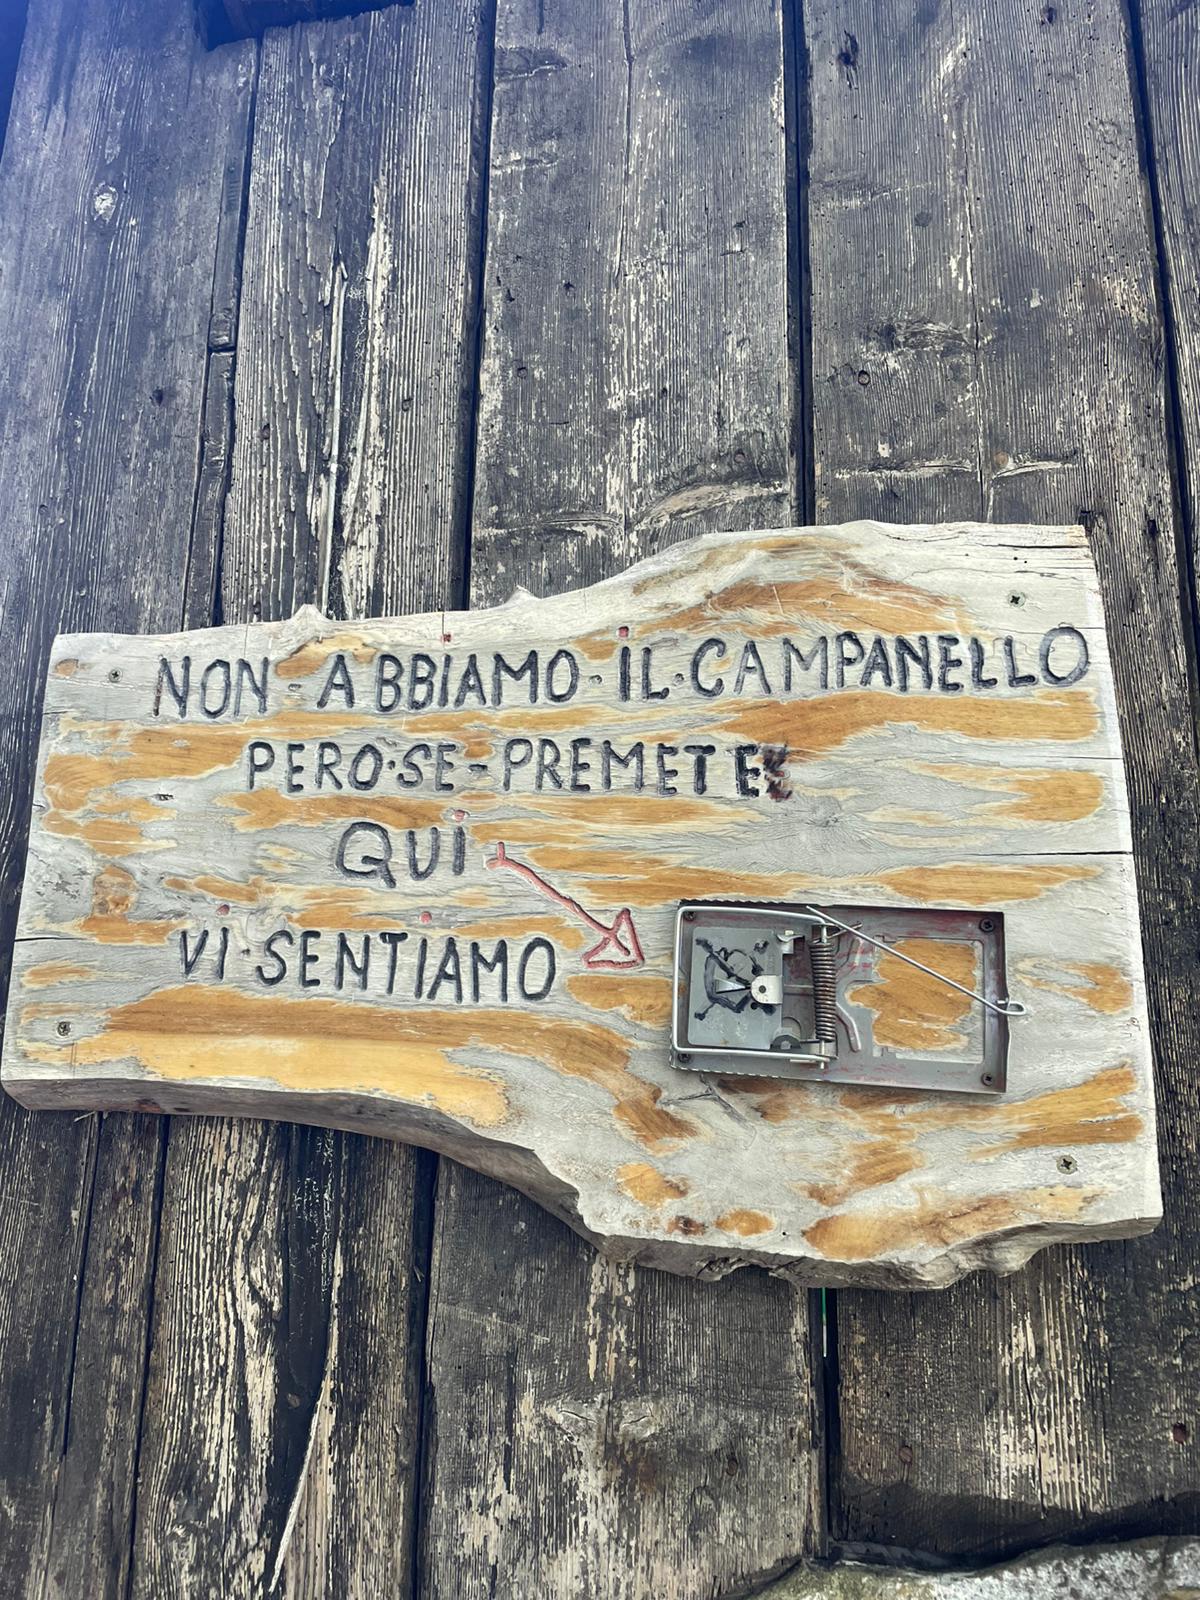 NON - ABBIAMO - IL · CAMPANELLO
PERO · SE - PREMETE
QUI
VI · SENTIAMO